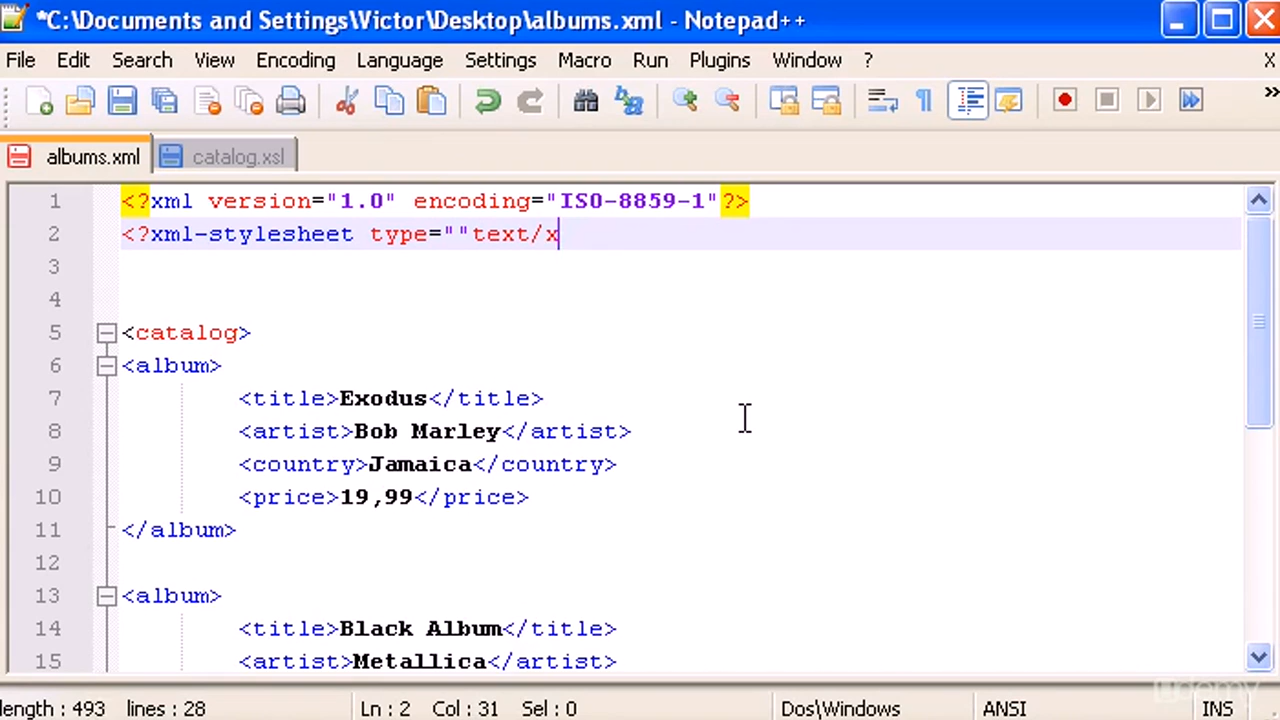 *C:\Documents and Settings\Victor\Desktop\albums.xml - Notepad++
File Edit Search View Encoding Language Settings Macro Run Plugins Window ? X
albums.xml catalog.xsl
1 <?xml version="1.0" encoding="ISO-8859-1"?>
2 <?xml-stylesheet type=""text/x
3
4
5 <catalog>
6 <album>
7 <title>Exodus</title>
8 <artist>Bob Marley</artist>
9 <country>Jamaica</country>
10 <price>19,99</price>
11 </album>
12
13 <album>
14 <title>Black Album</title>
15 <artist>Metallica</artist>
length : 493 lines : 28 Ln : 2 Col : 31 Sel : 0 Dos\Windows ANSI INS
udemy